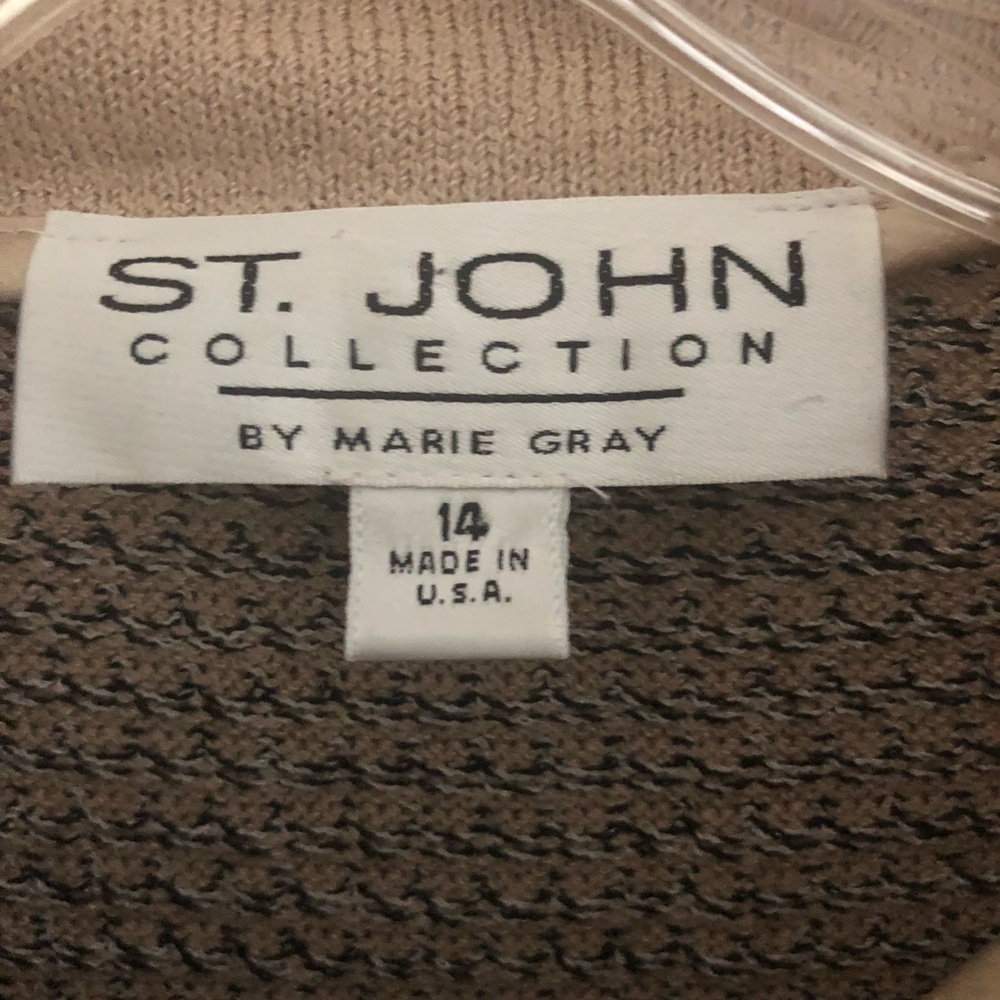 ST. JOHN
COLLECTION
BY MARIE GRAY
14
MADE IN
U.S.A.